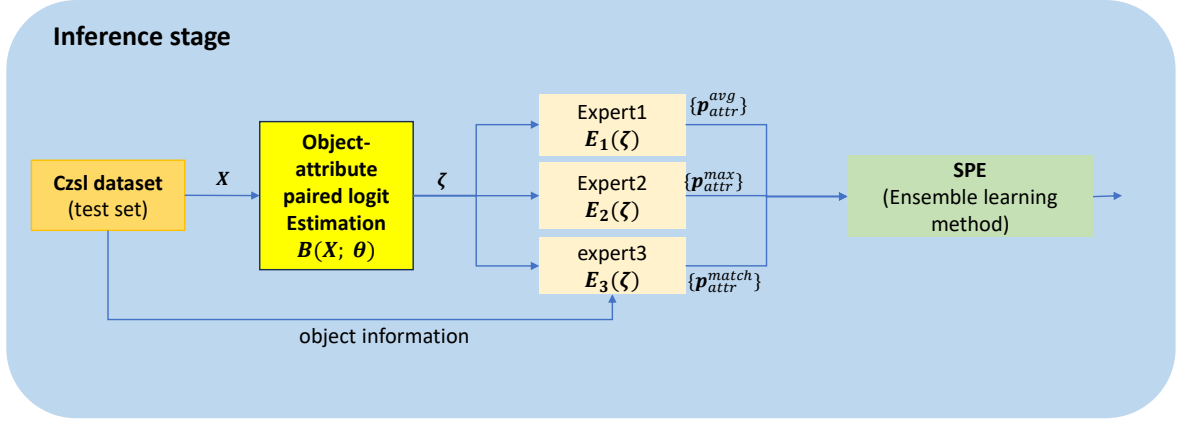 Inference stage
Czsl dataset
(test set)
X
Object-
attribute
paired logit
Estimation
B(X; θ)
ζ
Expert1
E₁(ζ)
{p_attr^avg}
Expert2
E₂(ζ)
{p_attr^max}
expert3
E₃(ζ)
{p_attr^match}
SPE
(Ensemble learning
method)
object information